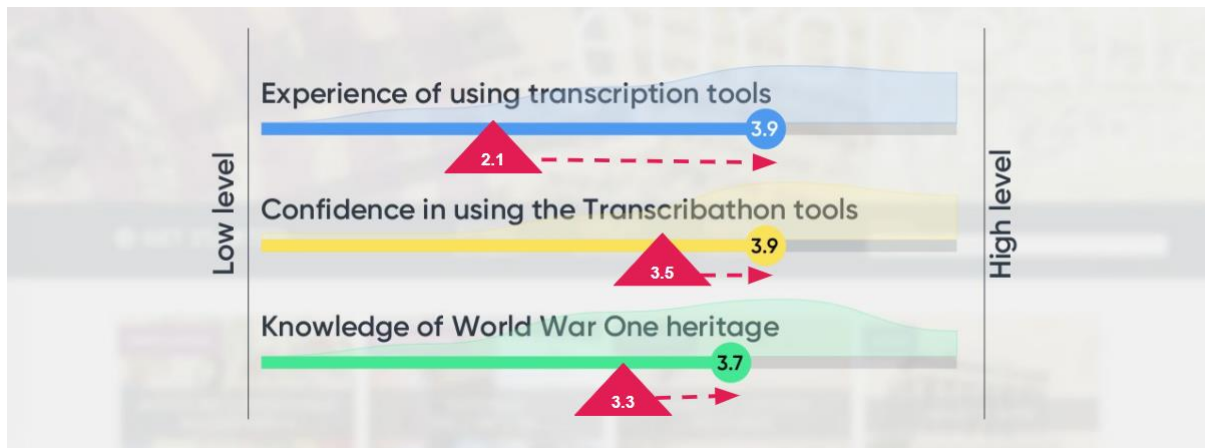 Experience of using transcription tools
3.9
2.1
Low level
High level
Confidence in using the Transcribathon tools
3.9
3.5
Knowledge of World War One heritage
3.7
3.3